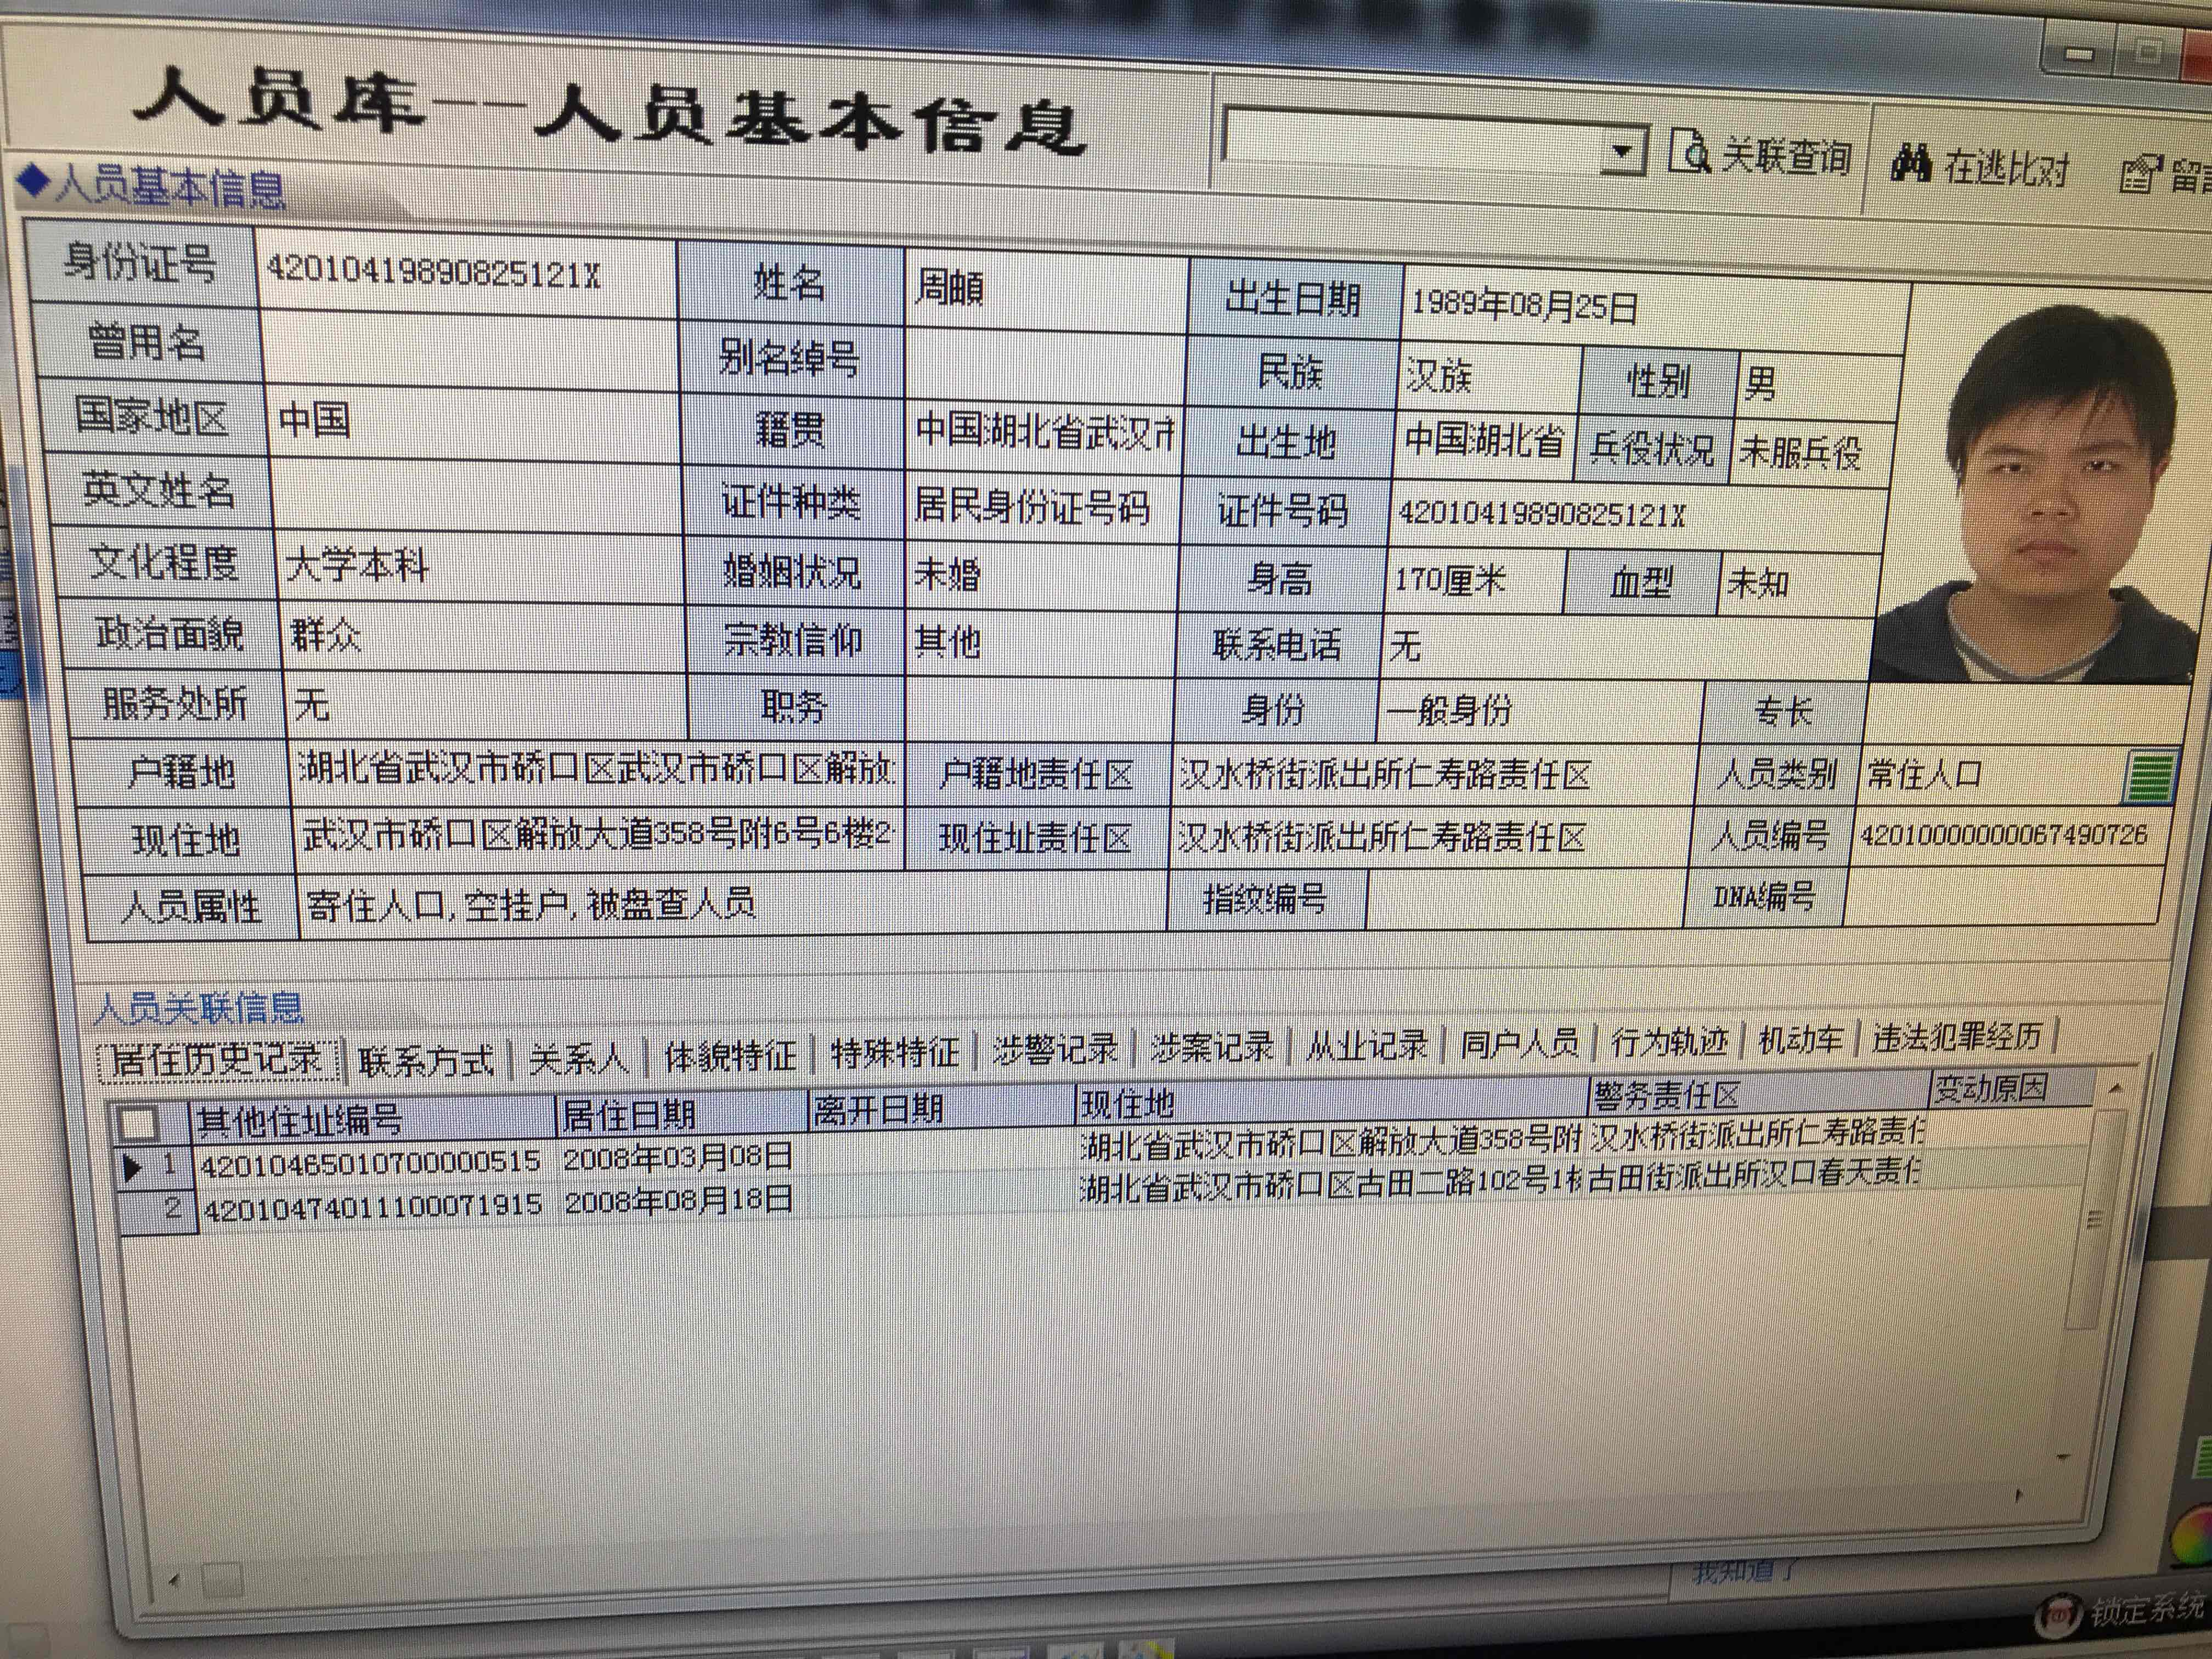 人员库--人员基本信息
关联查询
在逃比对
人员基本信息
身份证号 42010419890825121X 姓名 周頔 出生日期 1989年08月25日
曾用名 别名绰号 民族 汉族 性别 男
国家地区 中国 籍贯 中国湖北省武汉市 出生地 中国湖北省 兵役状况 未服兵役
英文姓名 证件种类 居民身份证号码 证件号码 42010419890825121X
文化程度 大学本科 婚姻状况 未婚 身高 170厘米 血型 未知
政治面貌 群众 宗教信仰 其他 联系电话 无
服务处所 无 职务 身份 一般身份 专长
户籍地 湖北省武汉市硚口区武汉市硚口区解放 户籍地责任区 汉水桥街派出所仁寿路责任区 人员类别 常住人口
现住地 武汉市硚口区解放大道358号附6号6楼2 现住址责任区 汉水桥街派出所仁寿路责任区 人员编号 42010000000067490726
人员属性 寄住人口,空挂户,被盘查人员 指纹编号 DNA编号
人员关联信息
居住历史记录 联系方式 关系人 体貌特征 特殊特征 涉警记录 涉案记录 从业记录 同户人员 行为轨迹 机动车 违法犯罪经历
其他住址编号 居住日期 离开日期 现住地 警务责任区 变动原因
1 42010465010700000515 2008年03月08日 湖北省武汉市硚口区解放大道358号附 汉水桥街派出所仁寿路责任
2 42010474011100071915 2008年08月18日 湖北省武汉市硚口区古田二路102号1 古田街派出所汉口春天责任
我知道了
锁定系统